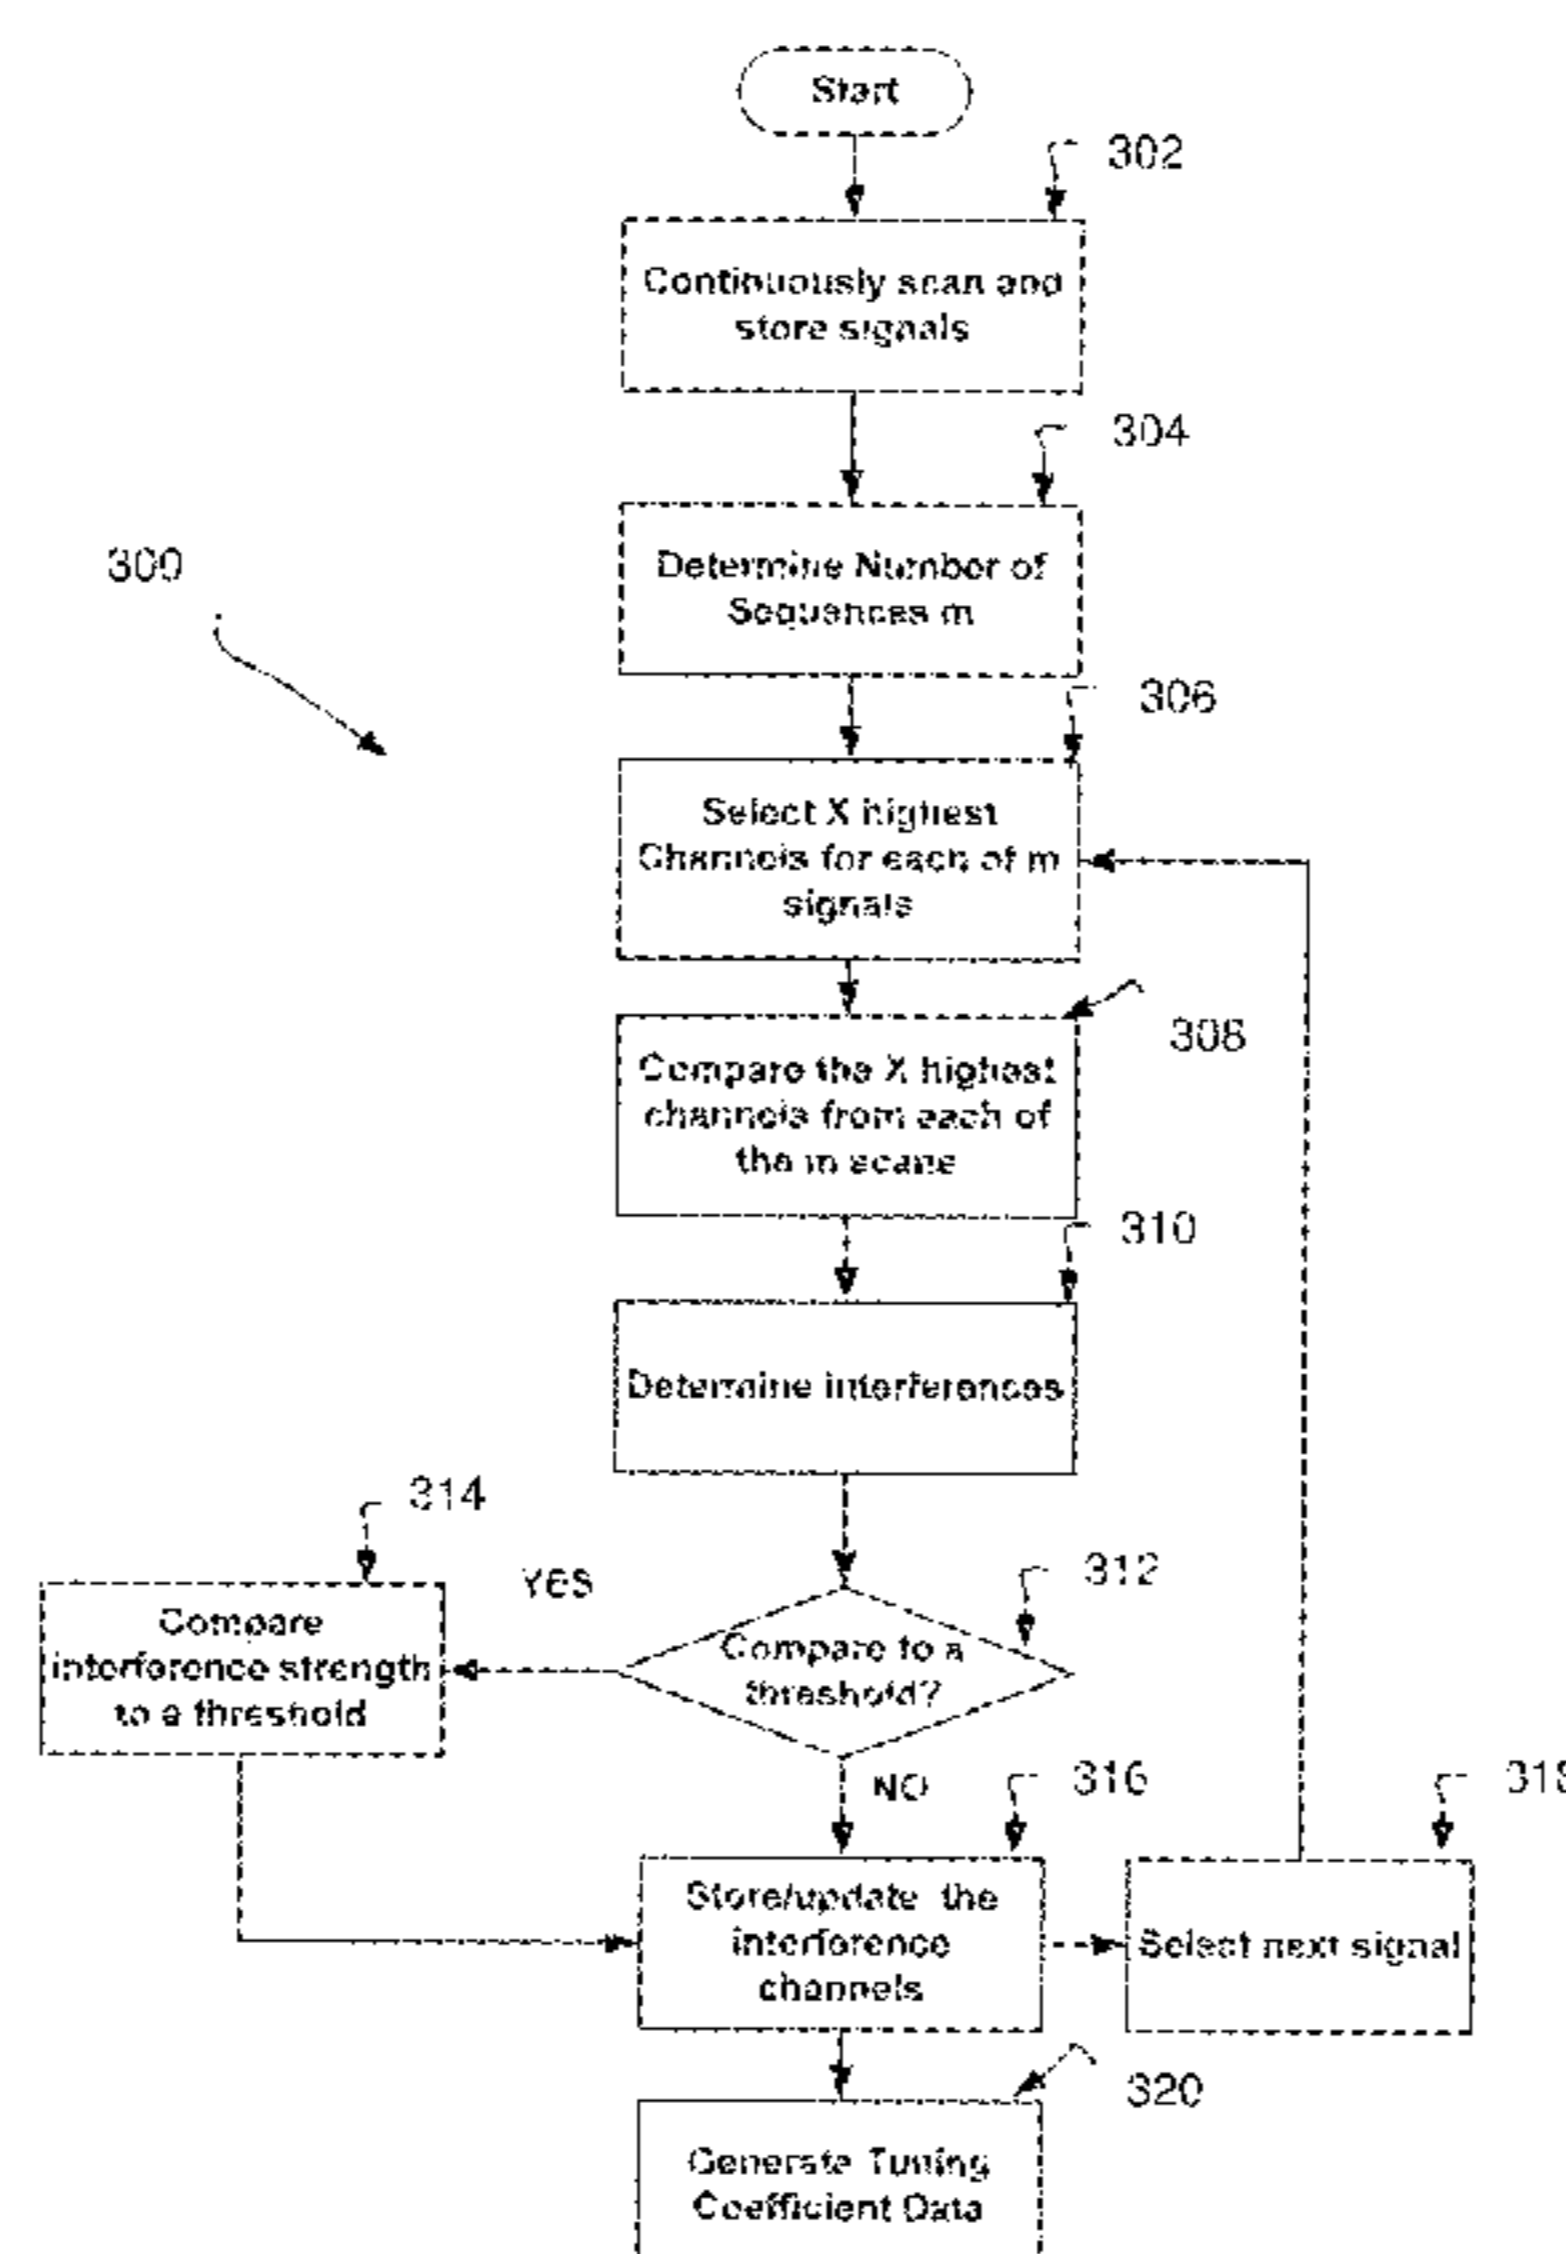 Start
302
Continuously scan and
store signals
304
Determine Number of
Sequences m
300
306
Select X highest
Channels for each of m
signals
308
Compare the X highest
channels from each of
the m scans
310
Determine interferences
314
YES
312
Compare
interference strength
to a threshold
Compare to a
threshold?
NO
316
318
Store/update the
interference
channels
Select next signal
320
Generate Tuning
Coefficient Data